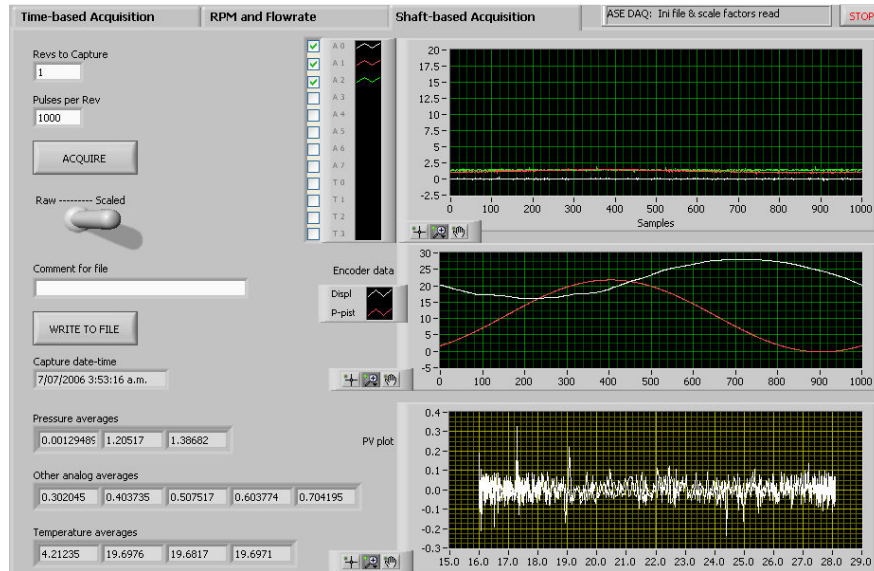 Time-based Acquisition
RPM and Flowrate
Shaft-based Acquisition
ASE DAQ: Ini file & scale factors read
STOP
Revs to Capture
1
Pulses per Rev
1000
ACQUIRE
Raw --------- Scaled
Comment for file
WRITE TO FILE
Capture date-time
7/07/2006 3:53:16 a.m.
Pressure averages
0.00129489 1.20517 1.38682
Other analog averages
0.302045 0.403735 0.507517 0.603774 0.704195
Temperature averages
4.21235 19.6976 19.6817 19.6971
A 0
A 1
A 2
A 3
A 4
A 5
A 6
A 7
T 0
T 1
T 2
T 3
20
17.5
15
12.5
10
7.5
5
2.5
0
-2.5
0 100 200 300 400 500 600 700 800 900 1000
Samples
Encoder data
Displ
P-pist
30
25
20
15
10
5
0
-5
0 100 200 300 400 500 600 700 800 900 1000
PV plot
0.4
0.3
0.2
0.1
0.0
-0.1
-0.2
-0.3
15.0 16.0 17.0 18.0 19.0 20.0 21.0 22.0 23.0 24.0 25.0 26.0 27.0 28.0 29.0